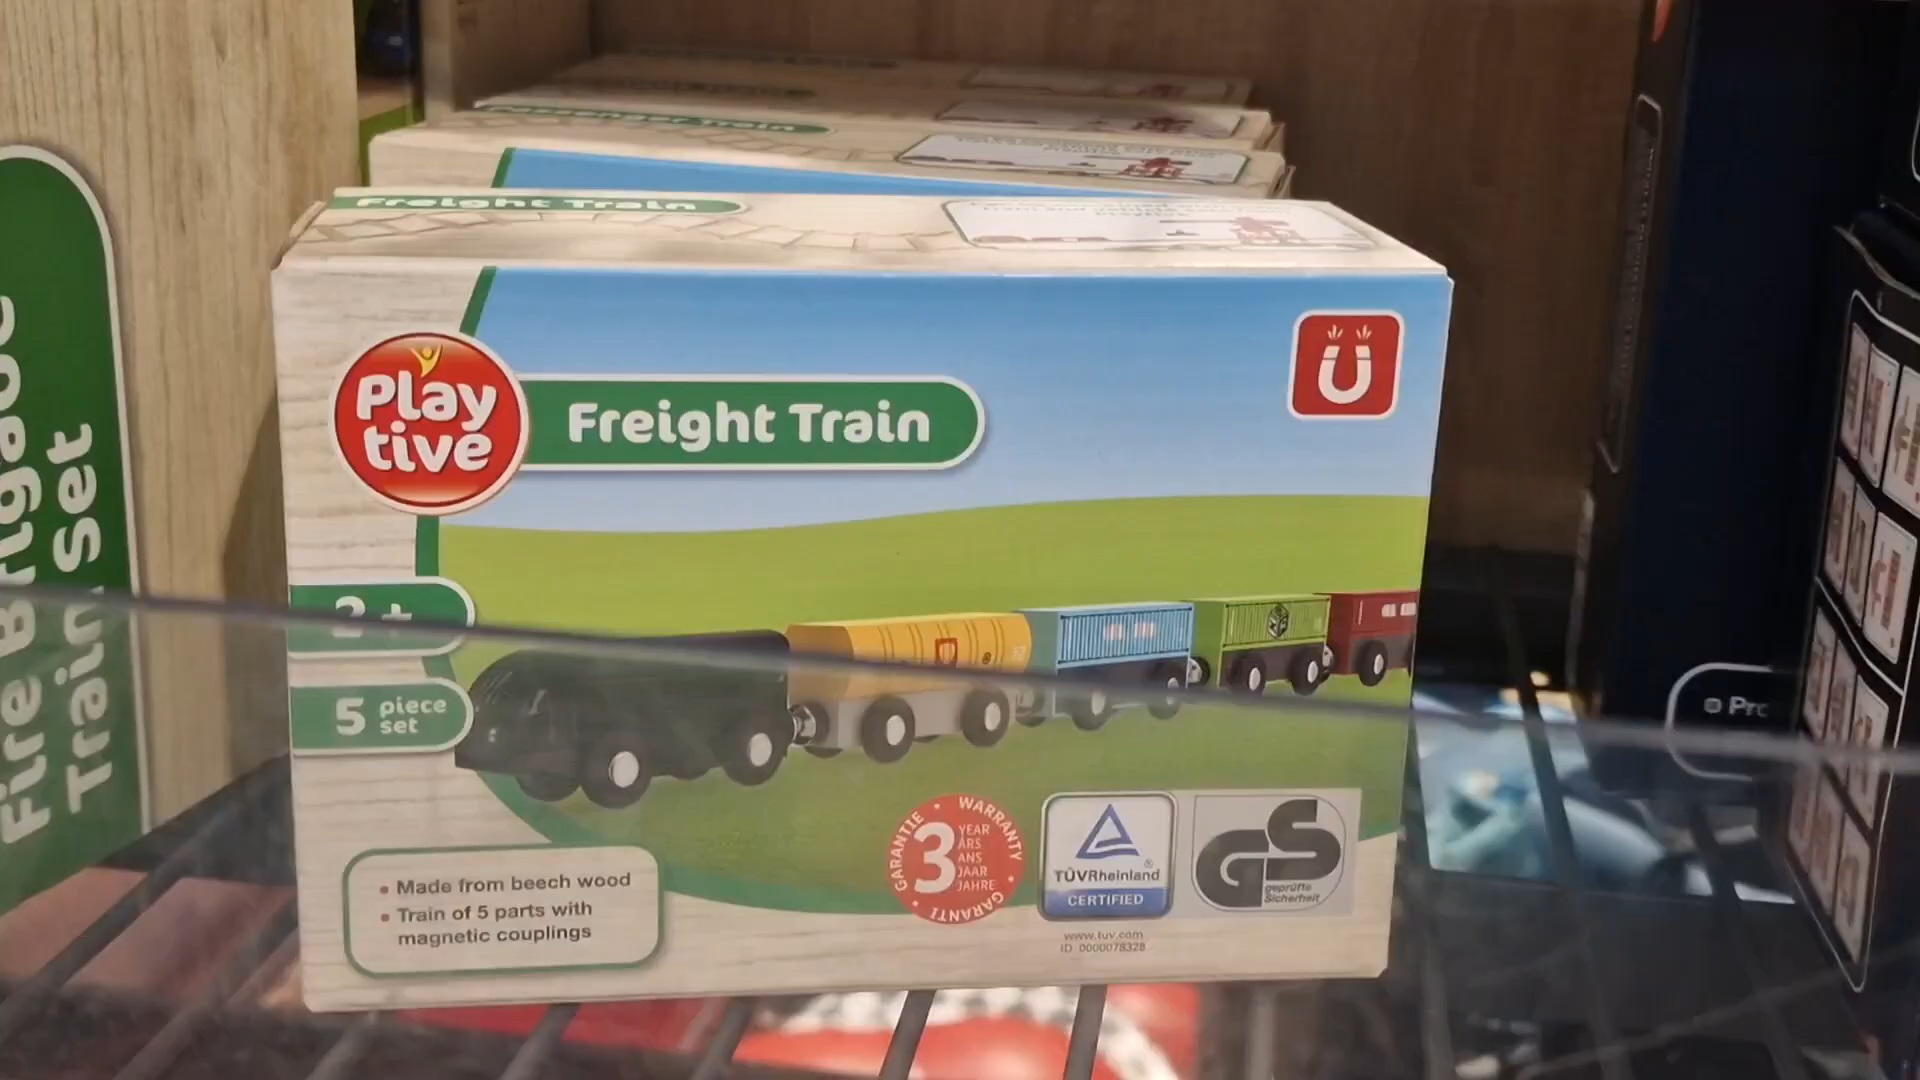 Passenger Train
Freight Train
Play
tive
Freight Train
5 piece
set
Made from beech wood
Train of 5 parts with
magnetic couplings
GARANTIE • WARRANTY • GARANTI
3 YEAR
ÅRS
ANS
JAAR
JAHRE
TÜVRheinland
®
CERTIFIED
www.tuv.com
ID 0000078328
GS
geprüfte
Sicherheit
Fire Brigade
Train Set